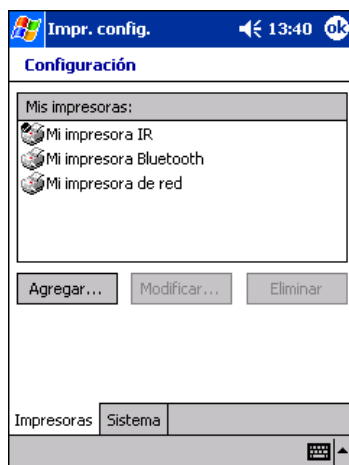 Impr. config. 13:40 ok
Configuración
Mis impresoras:
Mi impresora IR
Mi impresora Bluetooth
Mi impresora de red
Agregar... Modificar... Eliminar
Impresoras Sistema